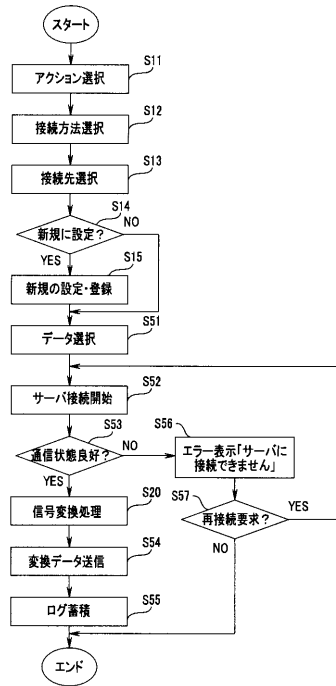 スタート
S11
アクション選択
S12
接続方法選択
S13
接続先選択
S14
新規に設定?
NO
YES
S15
新規の設定・登録
S51
データ選択
S52
サーバ接続開始
S53
通信状態良好?
NO
YES
S56
エラー表示「サーバに
接続できません」
S57
再接続要求?
YES
NO
S20
信号変換処理
S54
変換データ送信
S55
ログ蓄積
エンド